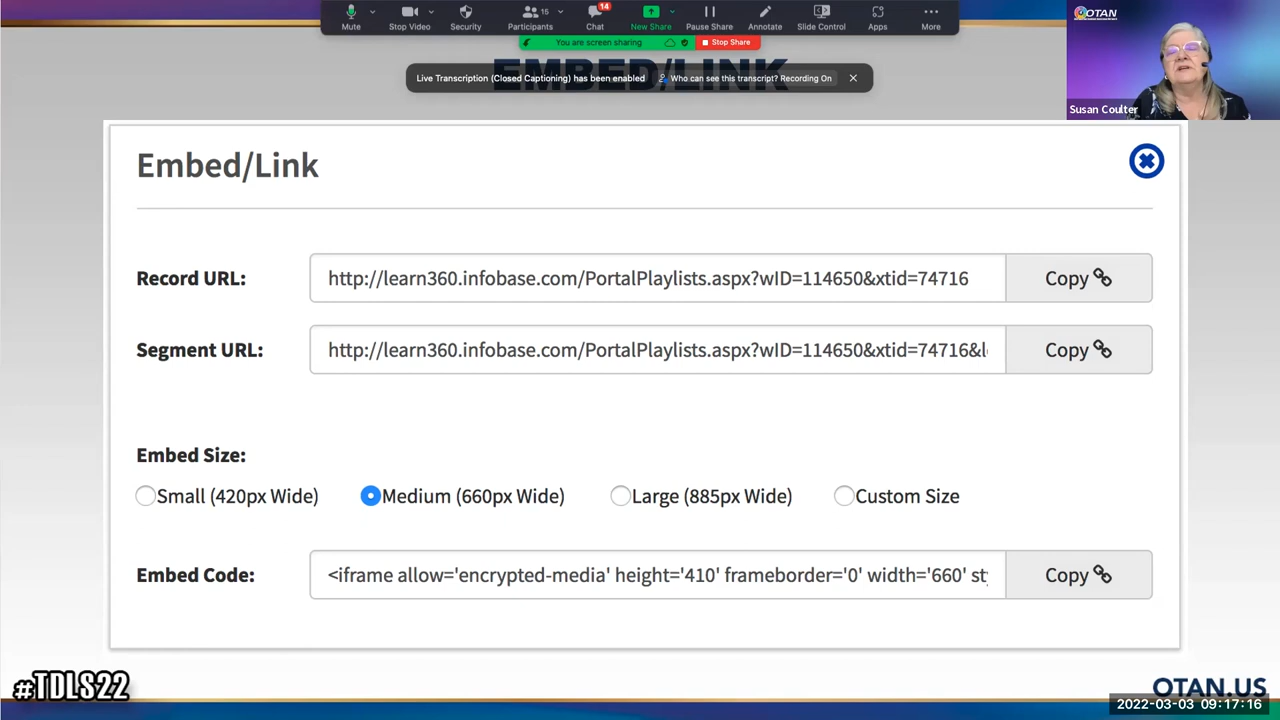 Mute
Stop Video
Security
Participants
15
Chat
14
New Share
Pause Share
Annotate
Slide Control
Apps
More
You are screen sharing
Stop Share
EMBED/LINK
Live Transcription (Closed Captioning) has been enabled
Who can see this transcript? Recording On
OTAN
Susan Coulter
Embed/Link
Record URL:
http://learn360.infobase.com/PortalPlaylists.aspx?wID=114650&xtid=74716
Copy
Segment URL:
http://learn360.infobase.com/PortalPlaylists.aspx?wID=114650&xtid=74716&l
Copy
Embed Size:
Small (420px Wide)
Medium (660px Wide)
Large (885px Wide)
Custom Size
Embed Code:
<iframe allow='encrypted-media' height='410' frameborder='0' width='660' sty
Copy
#TDLS22
OTAN.US
2022-03-03 09:17:16